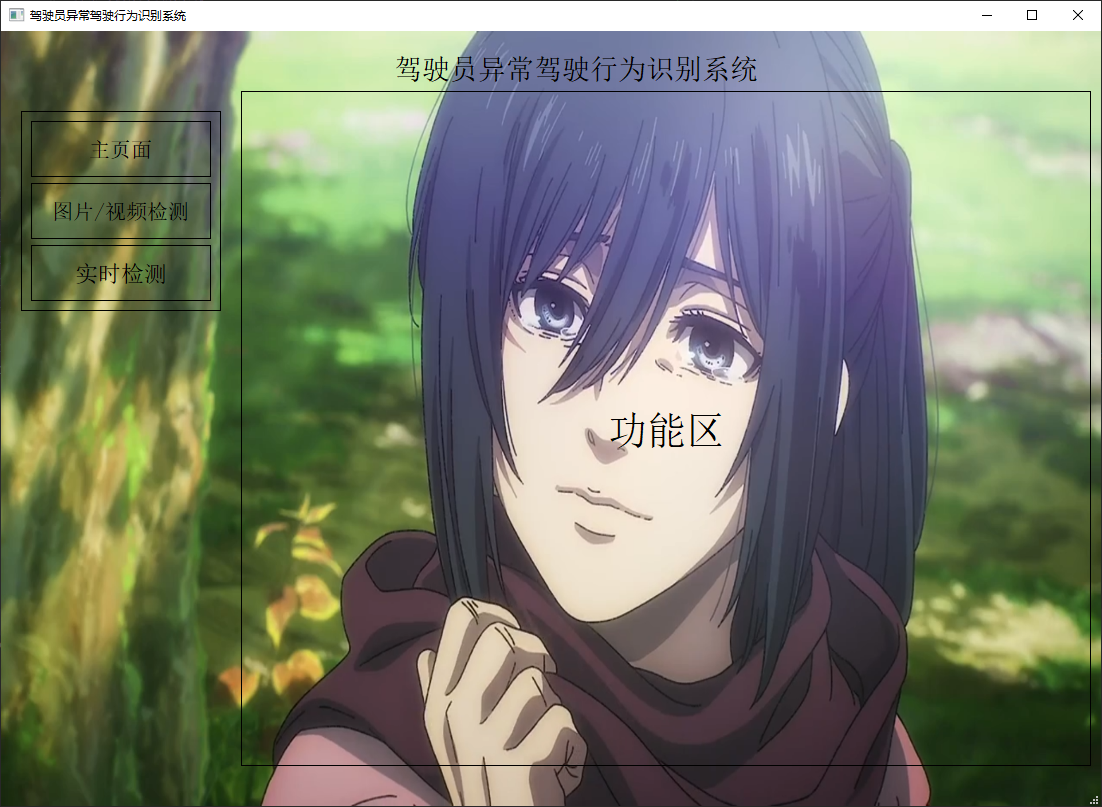 驾驶员异常驾驶行为识别系统
驾驶员异常驾驶行为识别系统
主页面
图片/视频检测
实时检测
功能区